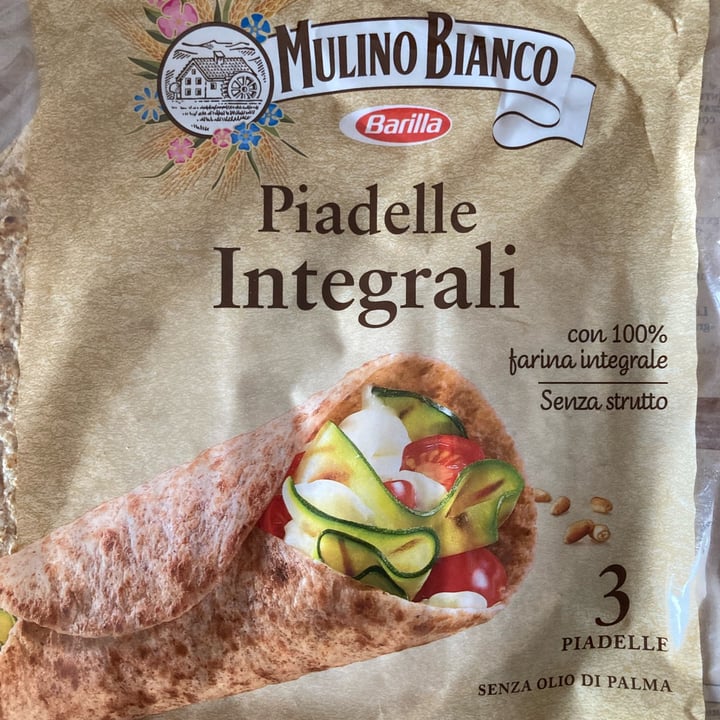 MULINO BIANCO
Barilla
Piadelle
Integrali
con 100%
farina integrale
Senza strutto
3
PIADELLE
SENZA OLIO DI PALMA